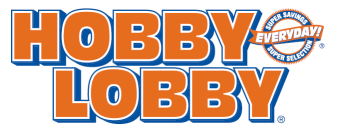 HOBBY
LOBBY®
SUPER SAVINGS
EVERYDAY!
SUPER SELECTION
®